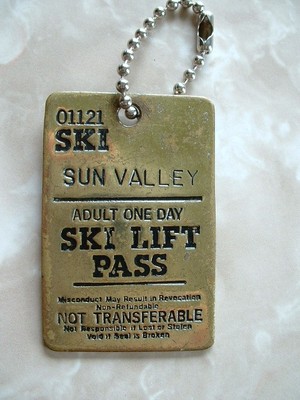 01121
SKI
SUN VALLEY
ADULT ONE DAY
SKI LIFT
PASS
Misconduct May Result in Revocation
Non-Refundable
NOT TRANSFERABLE
Not Responsible if Lost or Stolen
Void if Seal is Broken